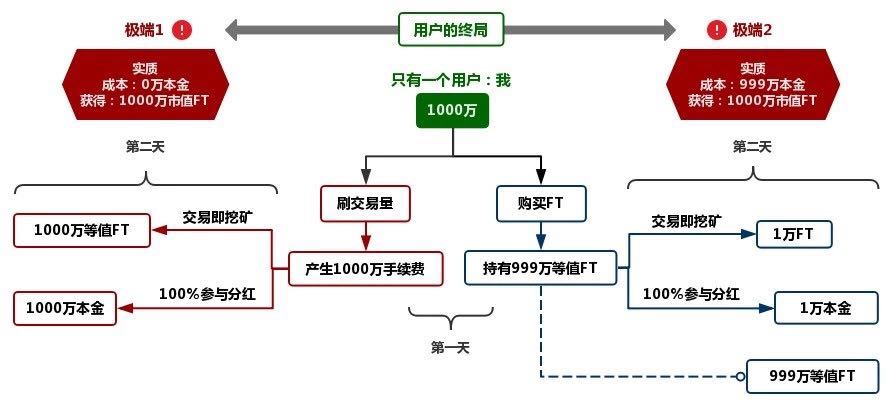 极端1
用户的终局
极端2
实质
成本：0万本金
获得：1000万市值FT
只有一个用户：我
1000万
实质
成本：999万本金
获得：1000万市值FT
第二天
第二天
刷交易量
购买FT
1000万等值FT
交易即挖矿
交易即挖矿
1万FT
产生1000万手续费
持有999万等值FT
1000万本金
100%参与分红
100%参与分红
1万本金
第一天
999万等值FT